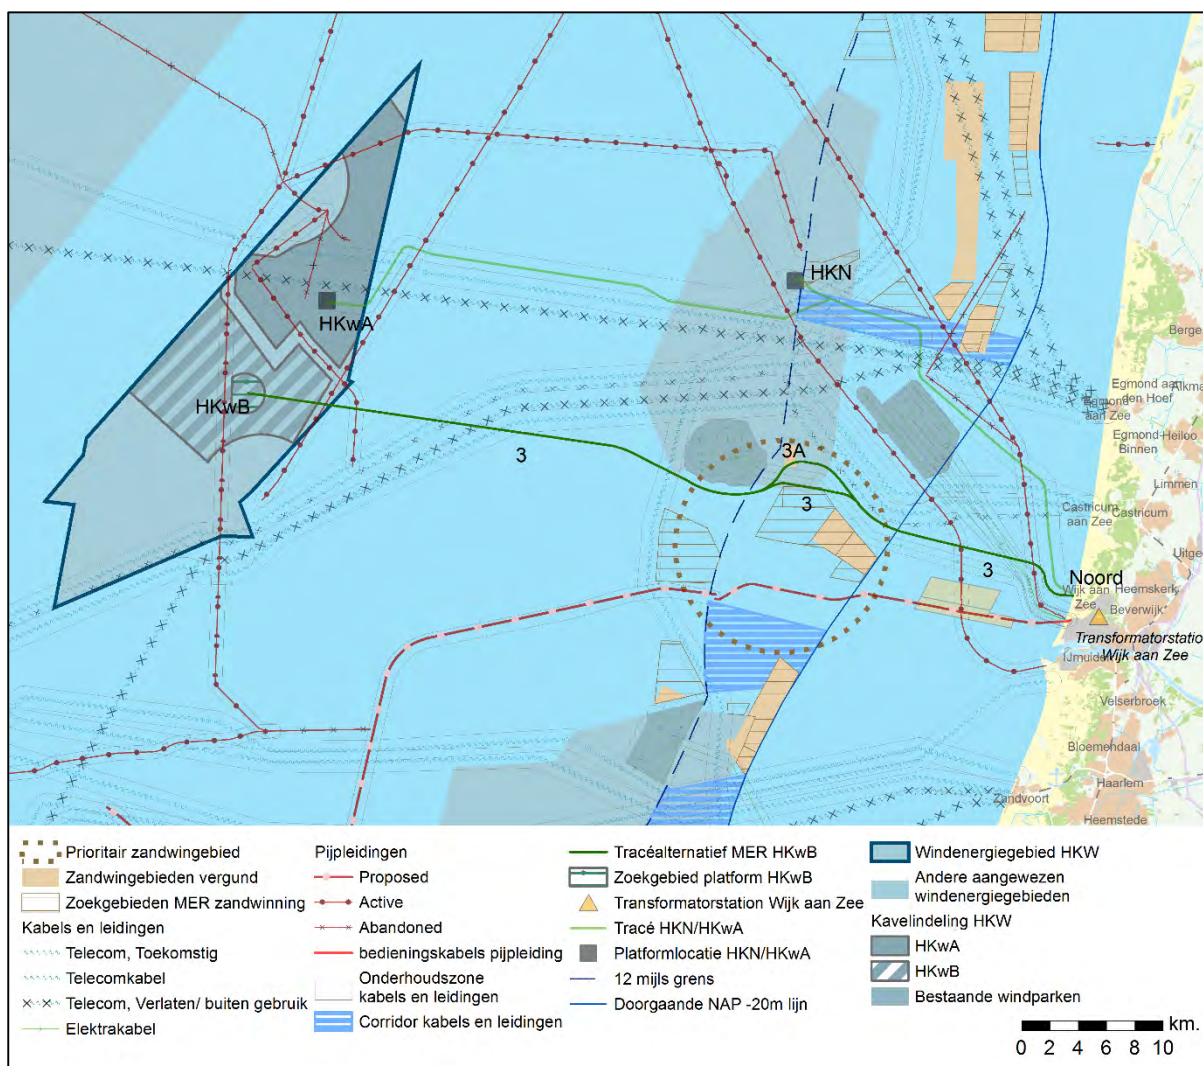 HKN
HKwA
HKwB
3
3A
3
3
Noord
Berge
Alkma
Egmond aan
den Hoef
Egmond
aan Zee
Egmond
Binnen
Heiloo
Limmen
Castricum
aan Zee
Castricum
Uitge
Wijk aan
Zee
Heemskerk
Beverwijk
Transformatorstation
Wijk aan Zee
IJmuiden
Velserbroek
Bloemendaal
Haarlem
Zandvoort
Heemstede
Prioritair zandwingebied
Zandwingebieden vergund
Zoekgebieden MER zandwinning
Kabels en leidingen
Telecom, Toekomstig
Telecomkabel
Telecom, Verlaten/ buiten gebruik
Elektrakabel
Pijpleidingen
Proposed
Active
Abandoned
bedieningskabels pijpleiding
Onderhoudszone
kabels en leidingen
Corridor kabels en leidingen
Tracéalternatief MER HKwB
Zoekgebied platform HKwB
Transformatorstation Wijk aan Zee
Tracé HKN/HKwA
Platformlocatie HKN/HKwA
12 mijls grens
Doorgaande NAP -20m lijn
Windenergiegebied HKW
Andere aangewezen
windenergiegebieden
Kavelindeling HKW
HKwA
HKwB
Bestaande windparken
km.
0 2 4 6 8 10